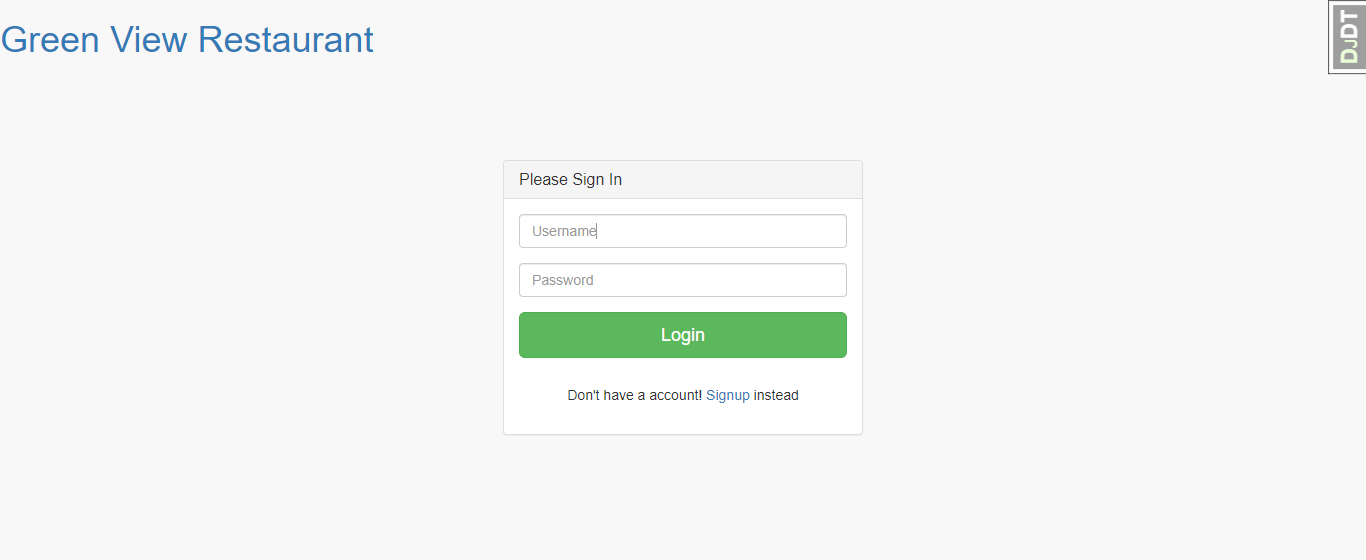 Green View Restaurant
DJDT
Please Sign In
Username
Password
Login
Don't have a account! Signup instead